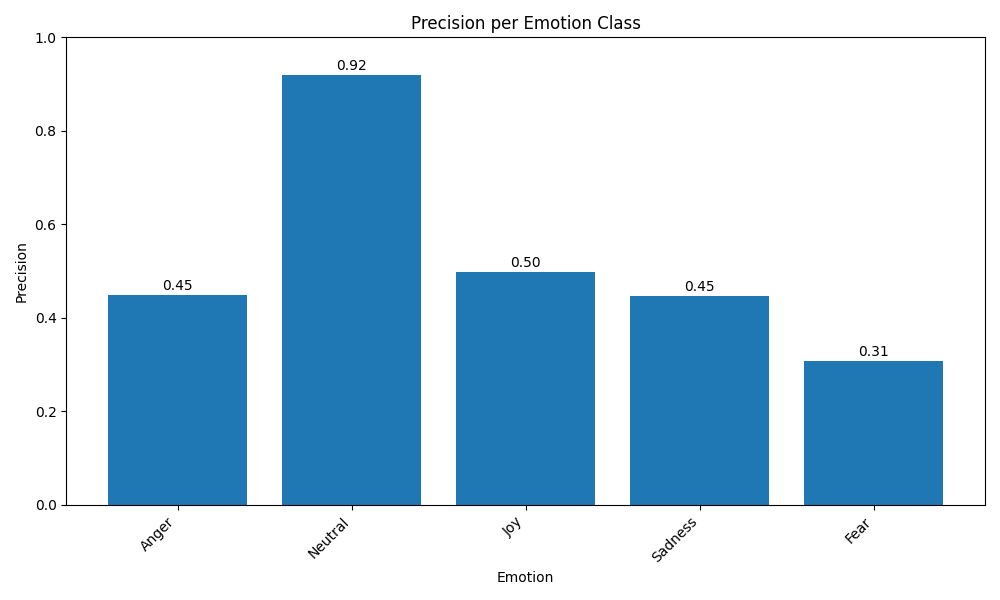 Precision per Emotion Class
1.0
0.8
0.6
0.4
0.2
0.0
Precision
0.45
0.92
0.50
0.45
0.31
Anger
Neutral
Joy
Sadness
Fear
Emotion